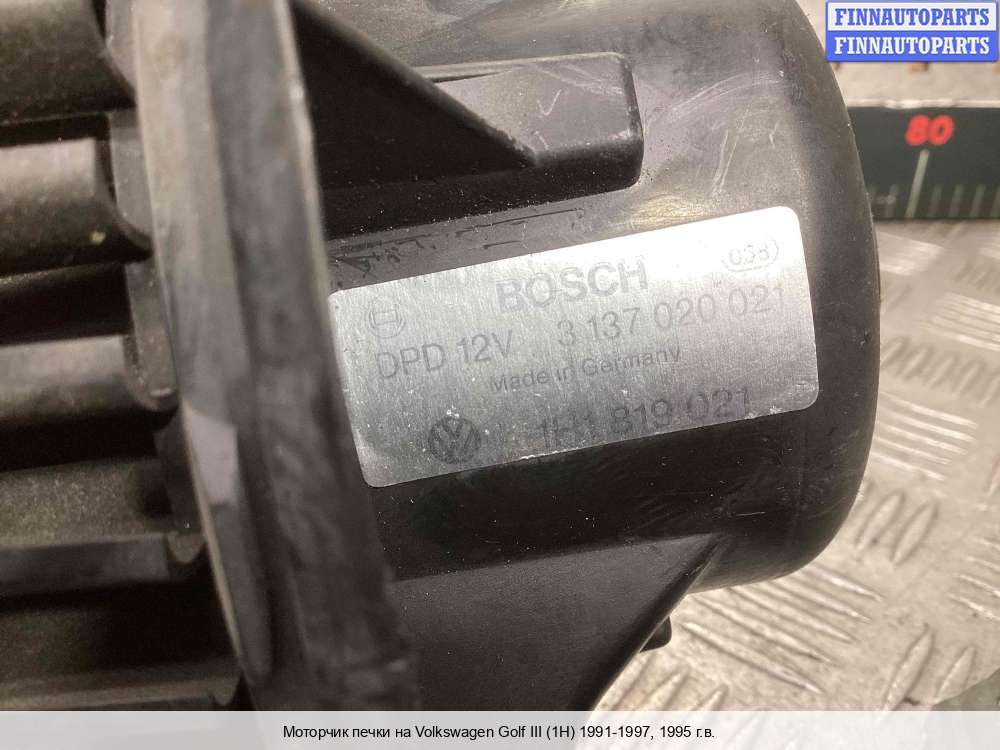 FINNAUTOPARTS
FINNAUTOPARTS
80
BOSCH 038
DPD 12V 3 137 020 021
Made in Germany
1H1 819 021
Моторчик печки на Volkswagen Golf III (1H) 1991-1997, 1995 г.в.